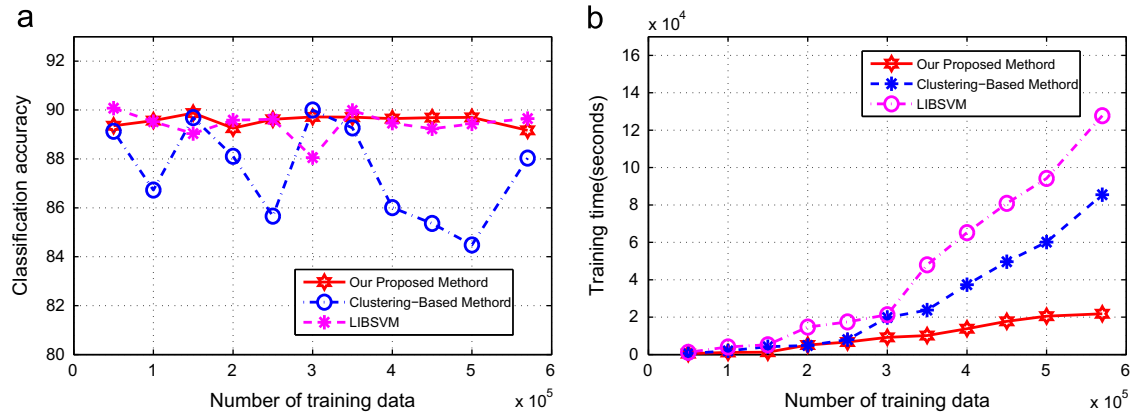 a
Classification accuracy
92
90
88
86
84
82
80
Our Proposed Methord
Clustering-Based Methord
LIBSVM
0 1 2 3 4 5 6
Number of training data
x 10^5
b
x 10^4
Training time(seconds)
16
14
12
10
8
6
4
2
0
Our Proposed Methord
Clustering-Based Methord
LIBSVM
0 1 2 3 4 5 6
Number of training data
x 10^5